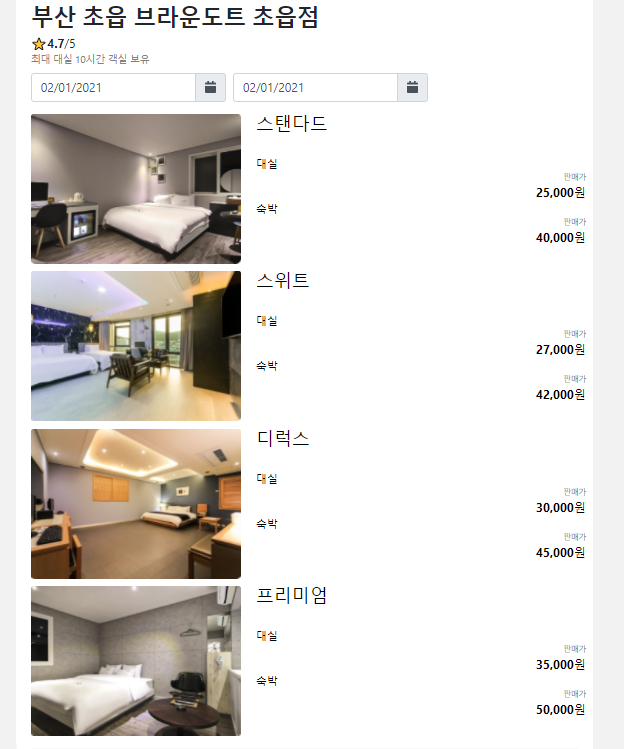 부산 초읍 브라운도트 초읍점
4.7/5
최대 대실 10시간 객실 보유
02/01/2021
02/01/2021
스탠다드
대실
판매가
25,000원
숙박
판매가
40,000원
스위트
대실
판매가
27,000원
숙박
판매가
42,000원
디럭스
대실
판매가
30,000원
숙박
판매가
45,000원
프리미엄
대실
판매가
35,000원
숙박
판매가
50,000원